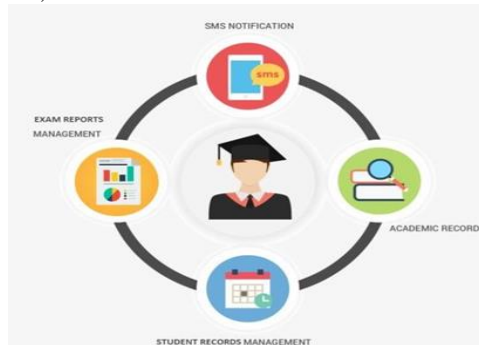 SMS NOTIFICATION
sms
EXAM REPORTS
MANAGEMENT
ACADEMIC RECORD
STUDENT RECORDS MANAGEMENT